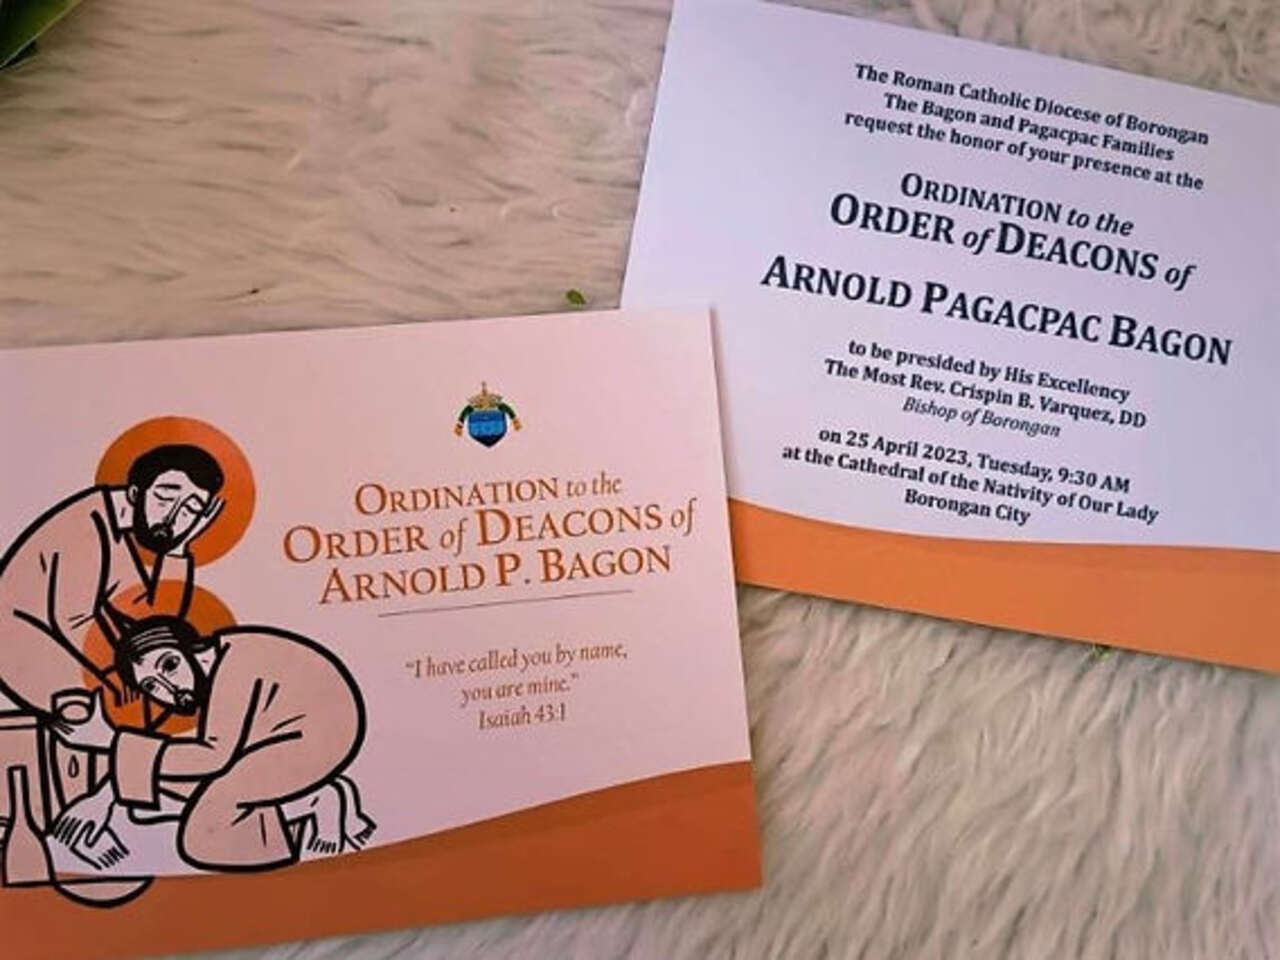 ORDINATION to the
ORDER of DEACONS of
ARNOLD P. BAGON
“I have called you by name,
you are mine.”
Isaiah 43:1
The Roman Catholic Diocese of Borongan
The Bagon and Pagacpac Families
request the honor of your presence at the
ORDINATION to the
ORDER of DEACONS of
ARNOLD PAGACPAC BAGON
to be presided by His Excellency
The Most Rev. Crispin B. Varquez, DD
Bishop of Borongan
on 25 April 2023, Tuesday, 9:30 AM
at the Cathedral of the Nativity of Our Lady
Borongan City